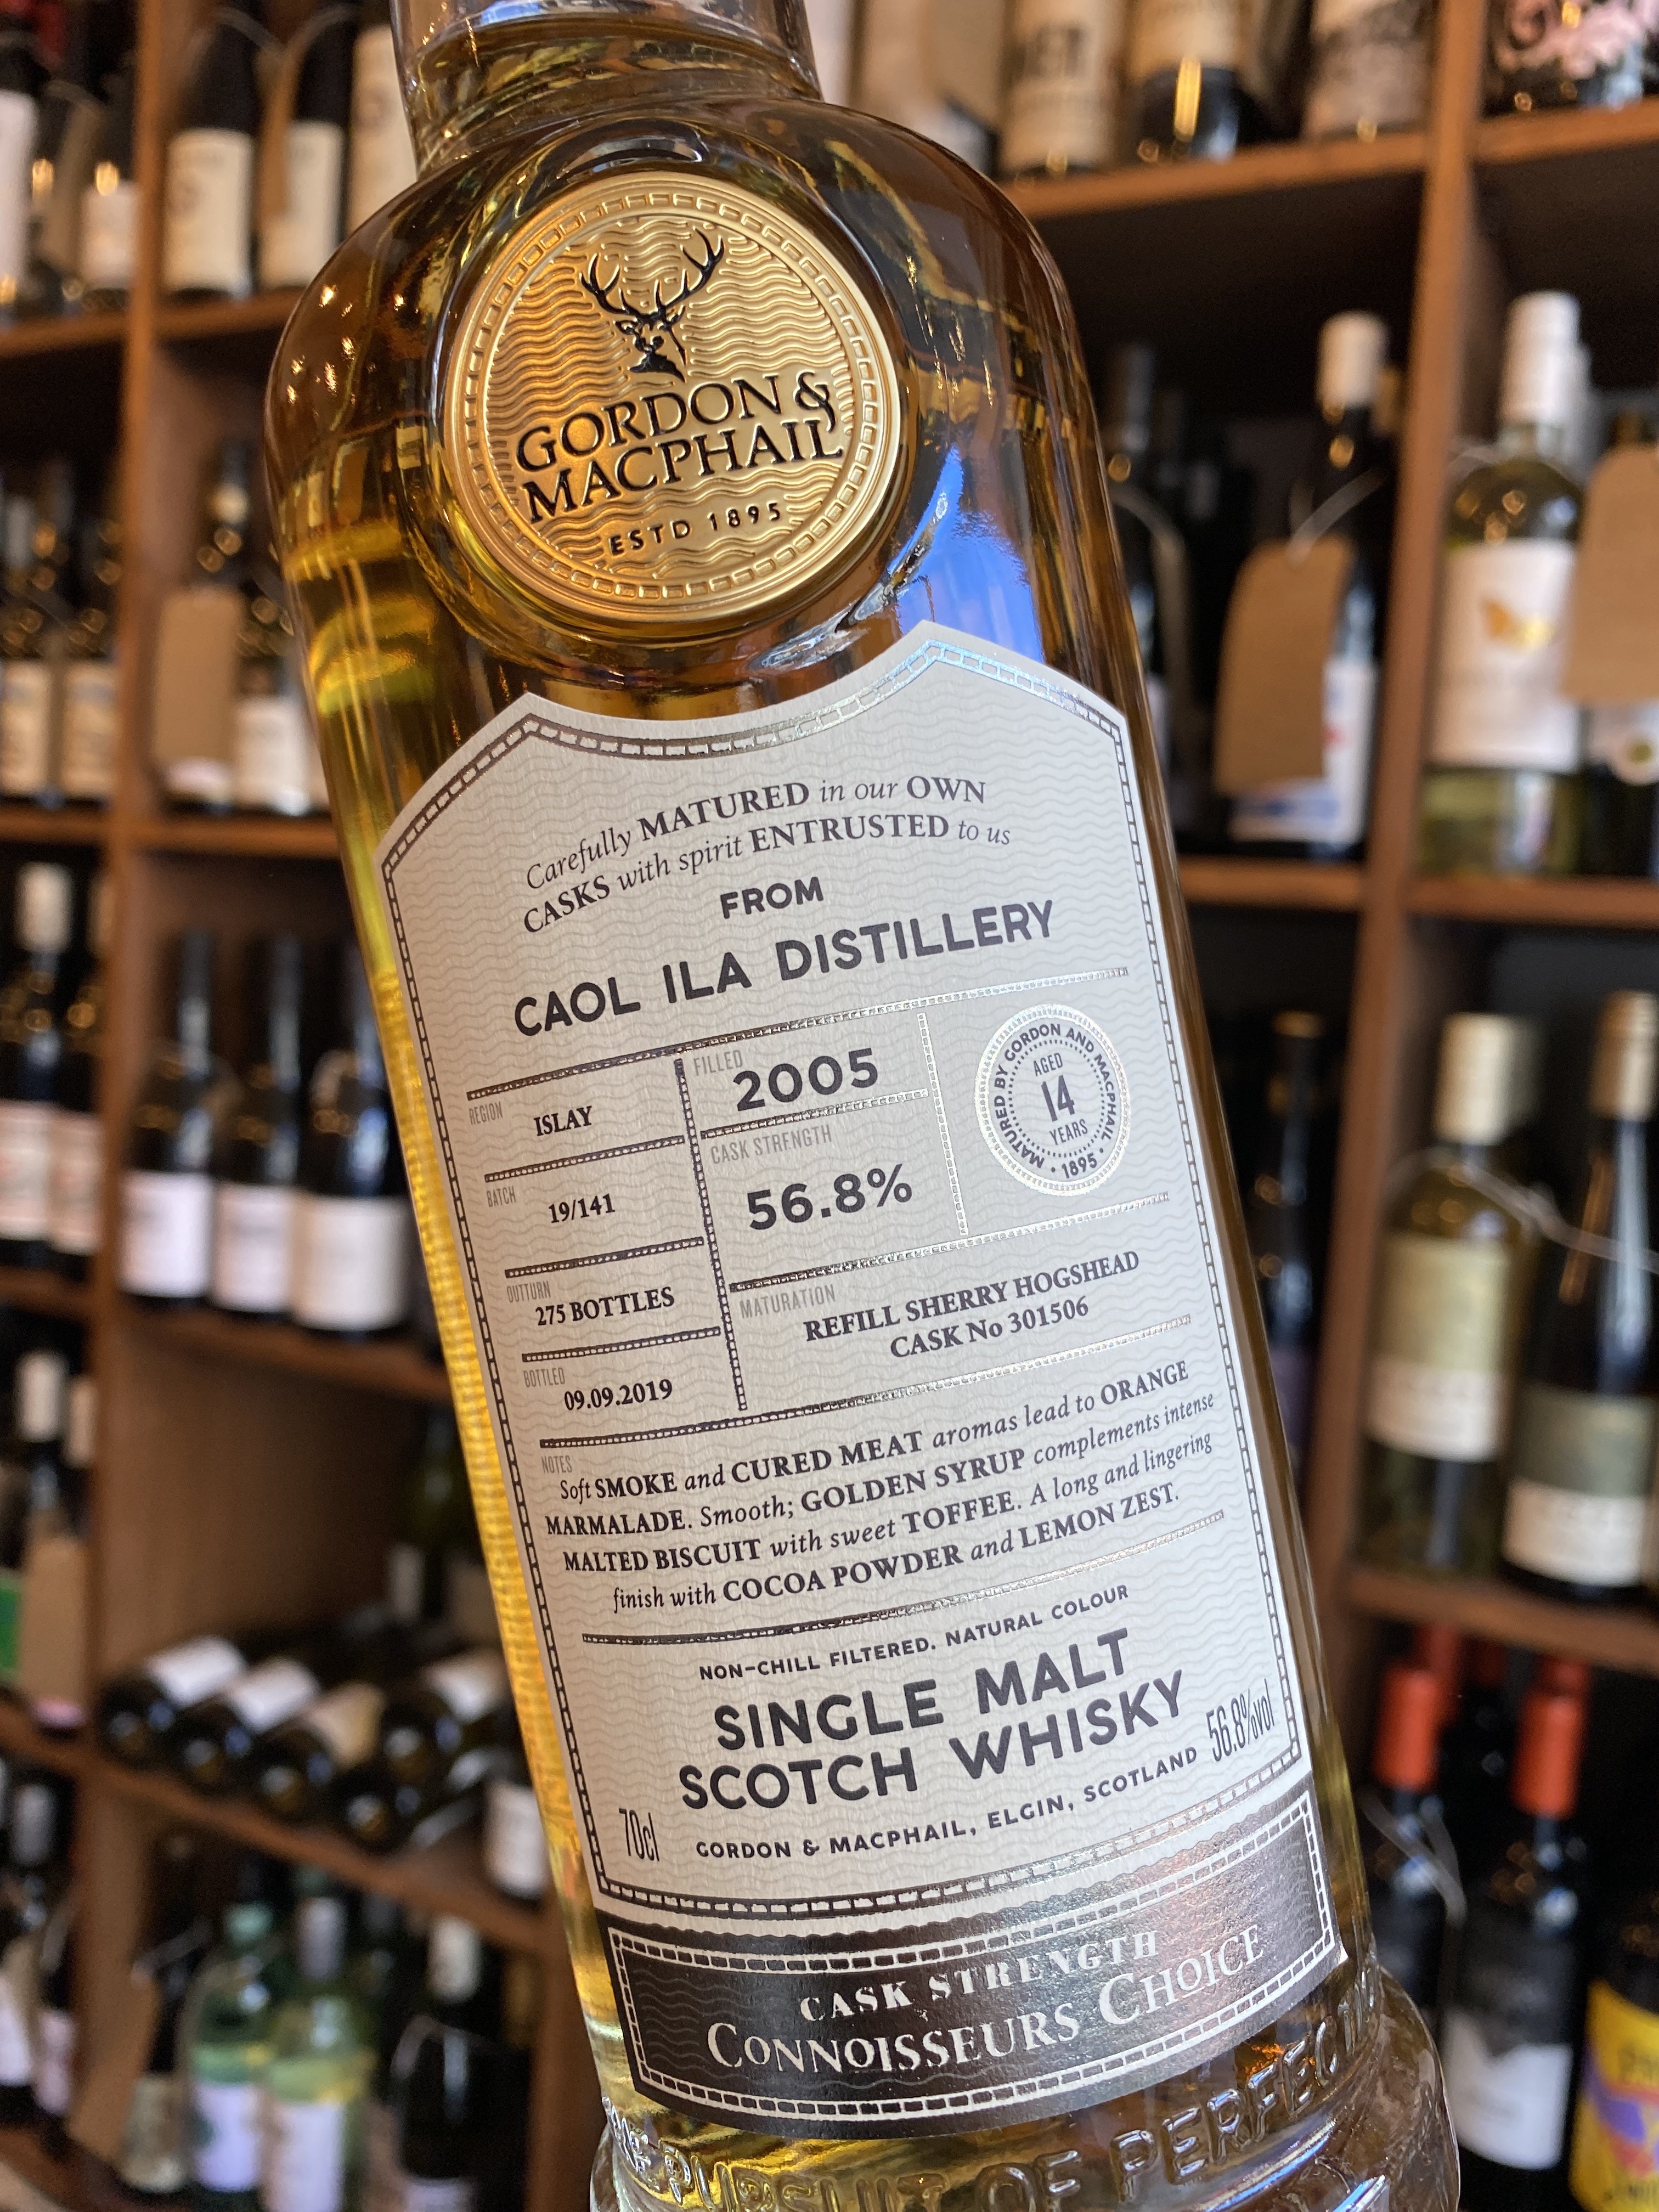 GORDON &
MACPHAIL
ESTD 1895
Carefully MATURED in our OWN
CASKS with spirit ENTRUSTED to us
FROM
CAOL ILA DISTILLERY
REGION
ISLAY
BATCH
19/141
OUTTURN
275 BOTTLES
BOTTLED
09.09.2019
FILLED
2005
CASK STRENGTH
56.8%
MATURED BY GORDON AND MACPHAIL
• 1895 •
AGED
14
YEARS
MATURATION
REFILL SHERRY HOGSHEAD
CASK No 301506
NOTES
Soft SMOKE and CURED MEAT aromas lead to ORANGE
MARMALADE. Smooth; GOLDEN SYRUP complements intense
MALTED BISCUIT with sweet TOFFEE. A long and lingering
finish with COCOA POWDER and LEMON ZEST.
NON-CHILL FILTERED. NATURAL COLOUR
SINGLE MALT
SCOTCH WHISKY
70cl
GORDON & MACPHAIL, ELGIN, SCOTLAND
56.8%vol
CASK STRENGTH
CONNOISSEURS CHOICE
PURSUIT OF PERFECTI